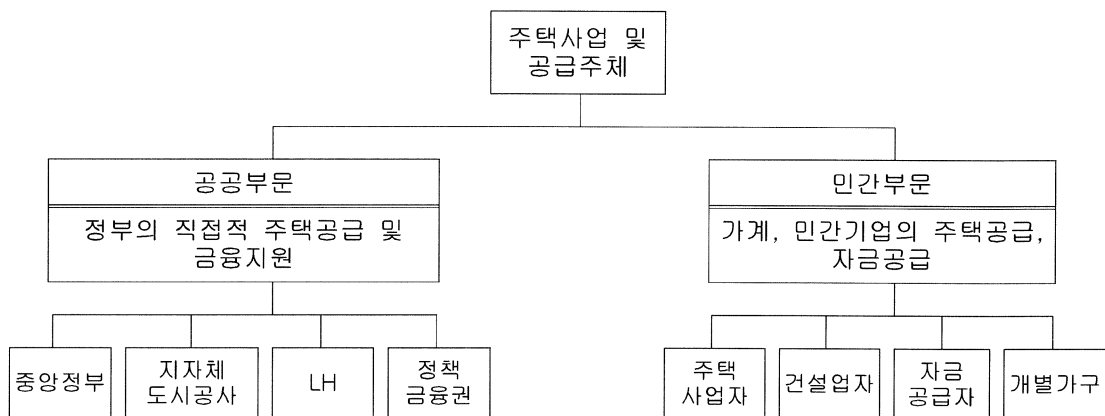 주택사업 및
공급주체
공공부문
정부의 직접적 주택공급 및
금융지원
민간부문
가계, 민간기업의 주택공급,
자금공급
중앙정부
지자체
도시공사
LH
정책
금융권
주택
사업자
건설업자
자금
공급자
개별가구